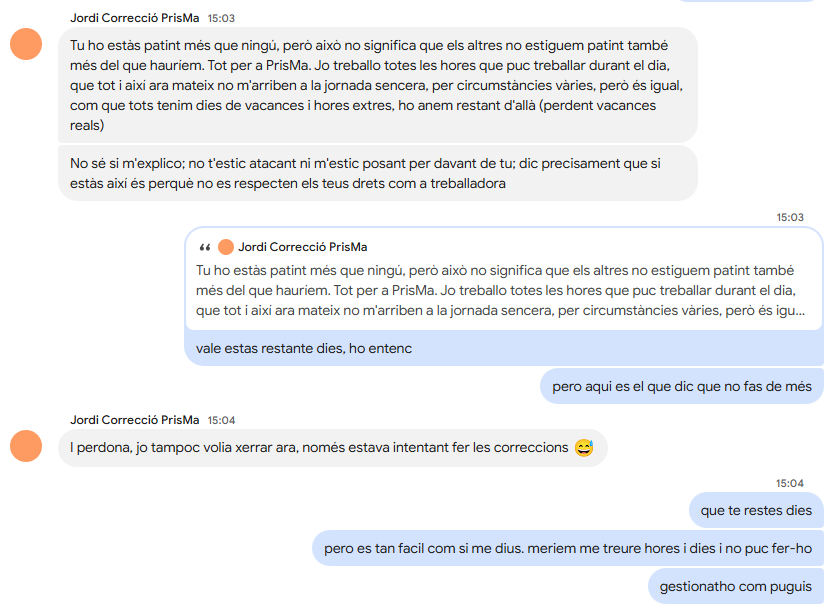 Jordi Correcció PrisMa 15:03
Tu ho estàs patint més que ningú, però això no significa que els altres no estiguem patint també
més del que hauríem. Tot per a PrisMa. Jo treballo totes les hores que puc treballar durant el dia,
que tot i així ara mateix no m'arriben a la jornada sencera, per circumstàncies vàries, però és igual,
com que tots tenim dies de vacances i hores extres, ho anem restant d'allà (perdent vacances
reals)
No sé si m'explico; no t'estic atacant ni m'estic posant per davant de tu; dic precisament que si
estàs així és perquè no es respecten els teus drets com a treballadora
15:03
“ Jordi Correcció PrisMa
Tu ho estàs patint més que ningú, però això no significa que els altres no estiguem patint també
més del que hauríem. Tot per a PrisMa. Jo treballo totes les hores que puc treballar durant el dia,
que tot i així ara mateix no m'arriben a la jornada sencera, per circumstàncies vàries, però és igu...
vale estas restante dies, ho entenc
pero aqui es el que dic que no fas de més
Jordi Correcció PrisMa 15:04
I perdona, jo tampoc volia xerrar ara, només estava intentant fer les correccions 😅
15:04
que te restes dies
pero es tan facil com si me dius. meriem me treure hores i dies i no puc fer-ho
gestionatho com puguis